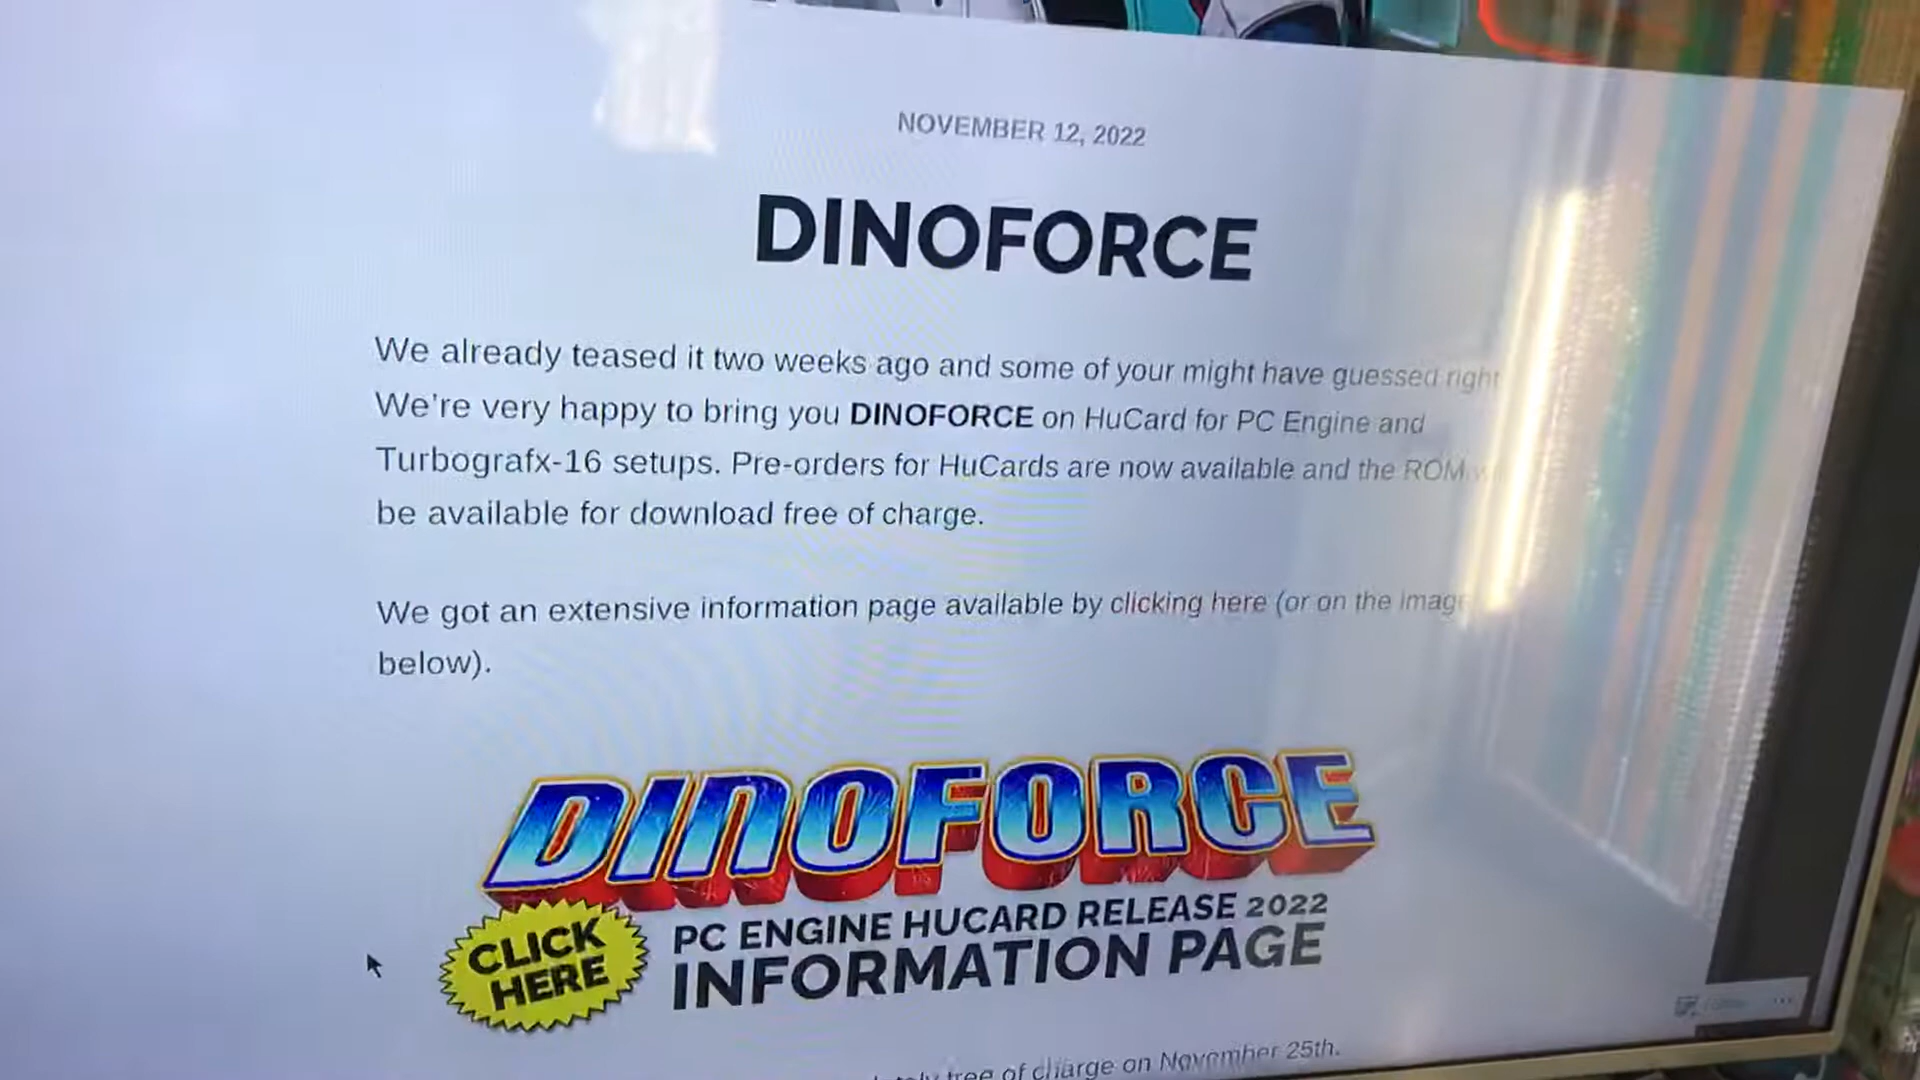 NOVEMBER 12, 2022
DINOFORCE
We already teased it two weeks ago and some of your might have guessed right
We're very happy to bring you DINOFORCE on HuCard for PC Engine and
Turbografx-16 setups. Pre-orders for HuCards are now available and the ROM
be available for download free of charge.
We got an extensive information page available by clicking here (or on the image
below).
DINOFORCE
CLICK HERE
PC ENGINE HUCARD RELEASE 2022
INFORMATION PAGE
free of charge on November 25th.